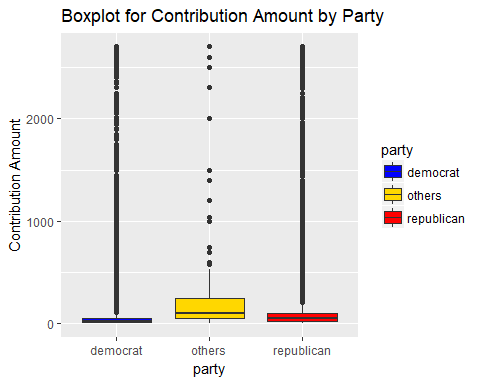 Boxplot for Contribution Amount by Party
Contribution Amount
2000
1000
0
democrat
others
republican
party
party
democrat
others
republican